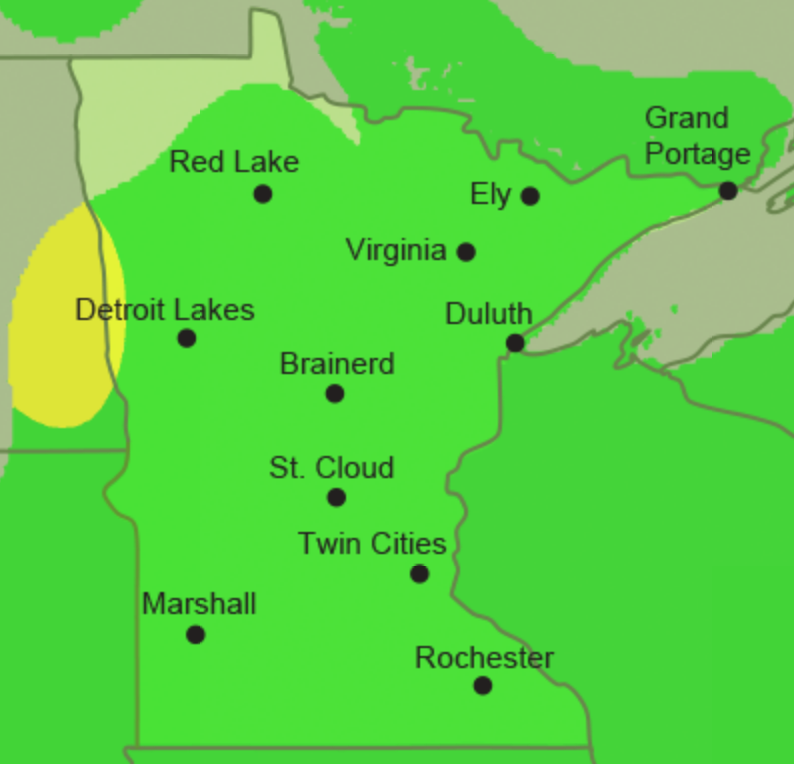 Grand
Portage
Red Lake
Ely
Virginia
Detroit Lakes
Duluth
Brainerd
St. Cloud
Twin Cities
Marshall
Rochester